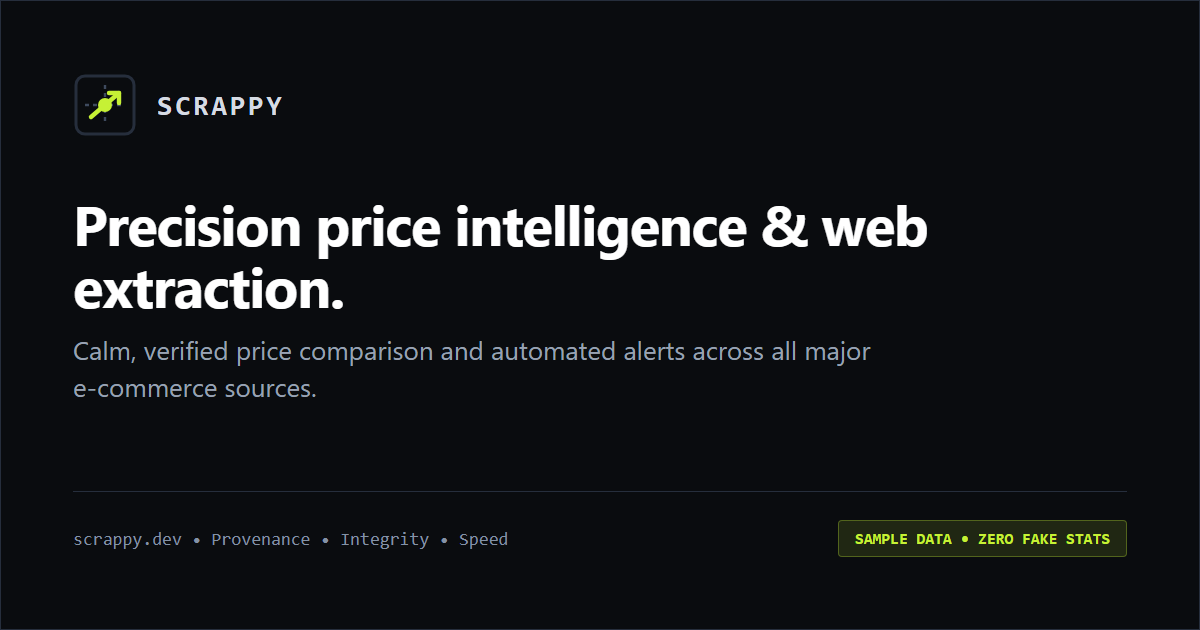 SCRAPPY
Precision price intelligence & web
extraction.
Calm, verified price comparison and automated alerts across all major
e-commerce sources.
scrappy.dev • Provenance • Integrity • Speed
SAMPLE DATA • ZERO FAKE STATS